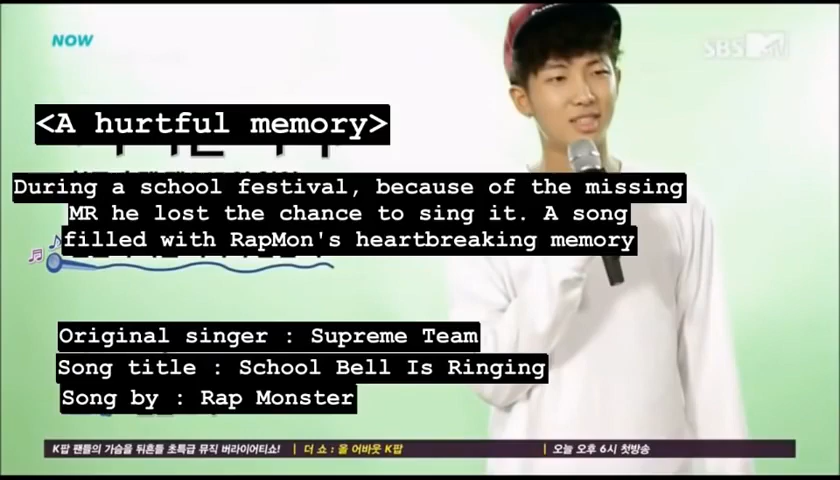 NOW
SBS MTV
<A hurtful memory>
During a school festival, because of the missing
MR he lost the chance to sing it. A song
filled with RapMon's heartbreaking memory
Original singer : Supreme Team
Song title : School Bell Is Ringing
Song by : Rap Monster
K팝 팬들의 가슴을 뒤흔들 초특급 뮤직 버라이어티쇼! | 더 쇼 : 올 어바웃 K팝 | 오늘 오후 6시 첫방송